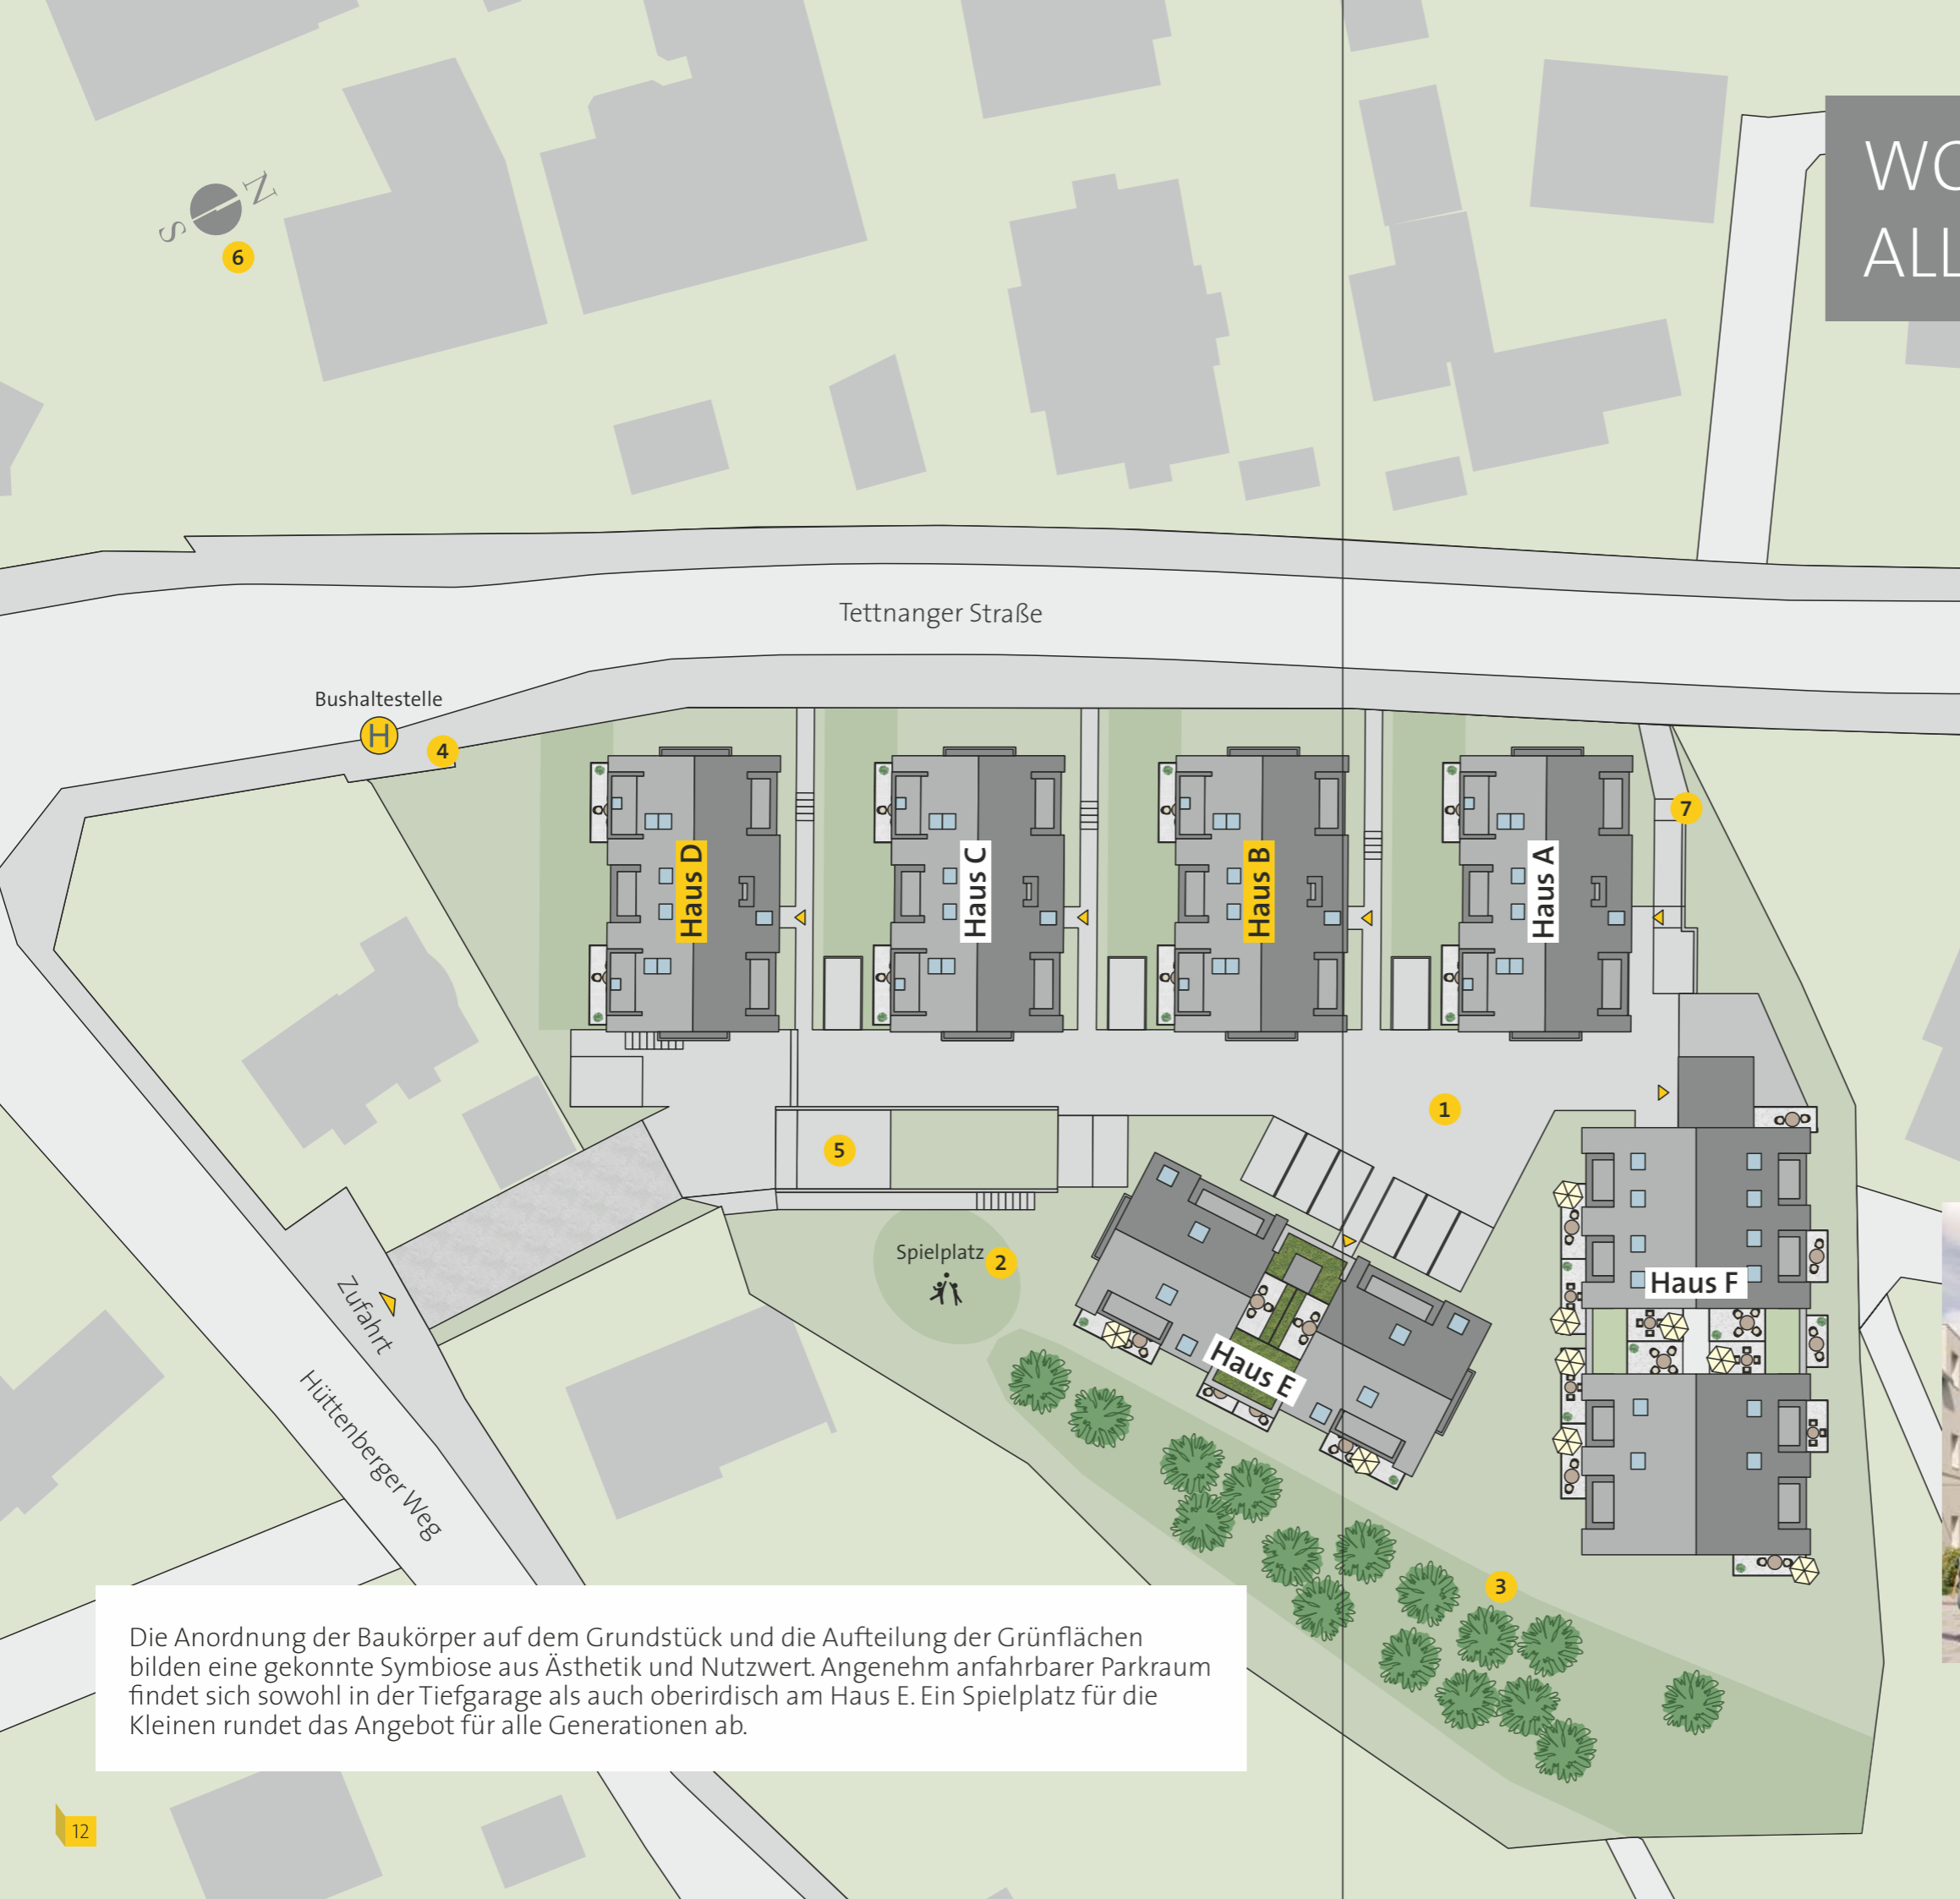 WO
ALL
N
S
6
Tettnanger Straße
Bushaltestelle
H
4
7
Haus D
Haus C
Haus B
Haus A
1
5
Spielplatz
2
Haus F
Haus E
Zufahrt
Hüttenberger Weg
3
Die Anordnung der Baukörper auf dem Grundstück und die Aufteilung der Grünflächen
bilden eine gekonnte Symbiose aus Ästhetik und Nutzwert. Angenehm anfahrbarer Parkraum
findet sich sowohl in der Tiefgarage als auch oberirdisch am Haus E. Ein Spielplatz für die
Kleinen rundet das Angebot für alle Generationen ab.
12